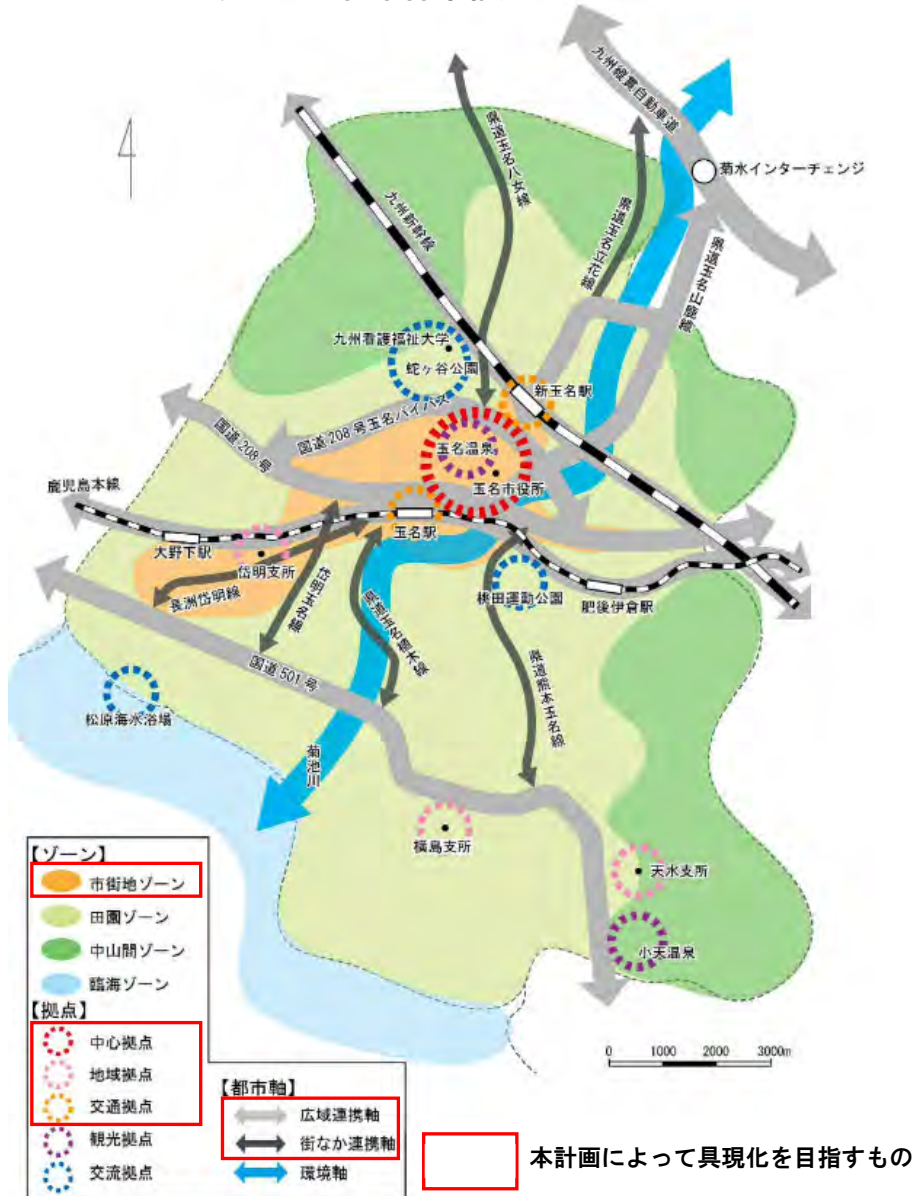 九州縦貫自動車道
菊水インターチェンジ
県道玉名八女線
県道玉名立花線
九州新幹線
県道玉名山鹿線
九州看護福祉大学
蛇ヶ谷公園
新玉名駅
国道208号玉名バイパス
国道208号
玉名温泉
玉名市役所
鹿児島本線
玉名駅
大野下駅
岱明支所
桃田運動公園
肥後伊倉駅
長洲岱明線
岱明玉名線
県道玉名横木線
県道熊本玉名線
国道501号
松原海水浴場
菊池川
横島支所
天水支所
小天温泉
【ゾーン】
市街地ゾーン
田園ゾーン
中山間ゾーン
臨海ゾーン
【拠点】
中心拠点
地域拠点
交通拠点
観光拠点
交流拠点
【都市軸】
広域連携軸
街なか連携軸
環境軸
0 1000 2000 3000m
本計画によって具現化を目指すもの